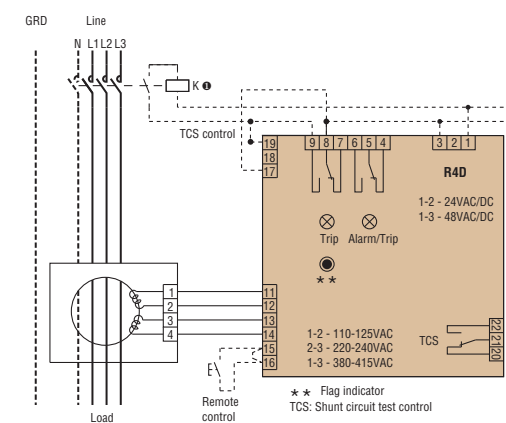 GRD Line
N L1 L2 L3
K ❶
TCS control
19 9 8 7 6 5 4 3 2 1
18
17
R4D
1-2 - 24VAC/DC
1-3 - 48VAC/DC
Trip Alarm/Trip
* *
1 11
2 12
3 13
4 14
15
16
1-2 - 110-125VAC
2-3 - 220-240VAC
1-3 - 380-415VAC
TCS
22
21
20
Remote
control
* * Flag indicator
TCS: Shunt circuit test control
Load